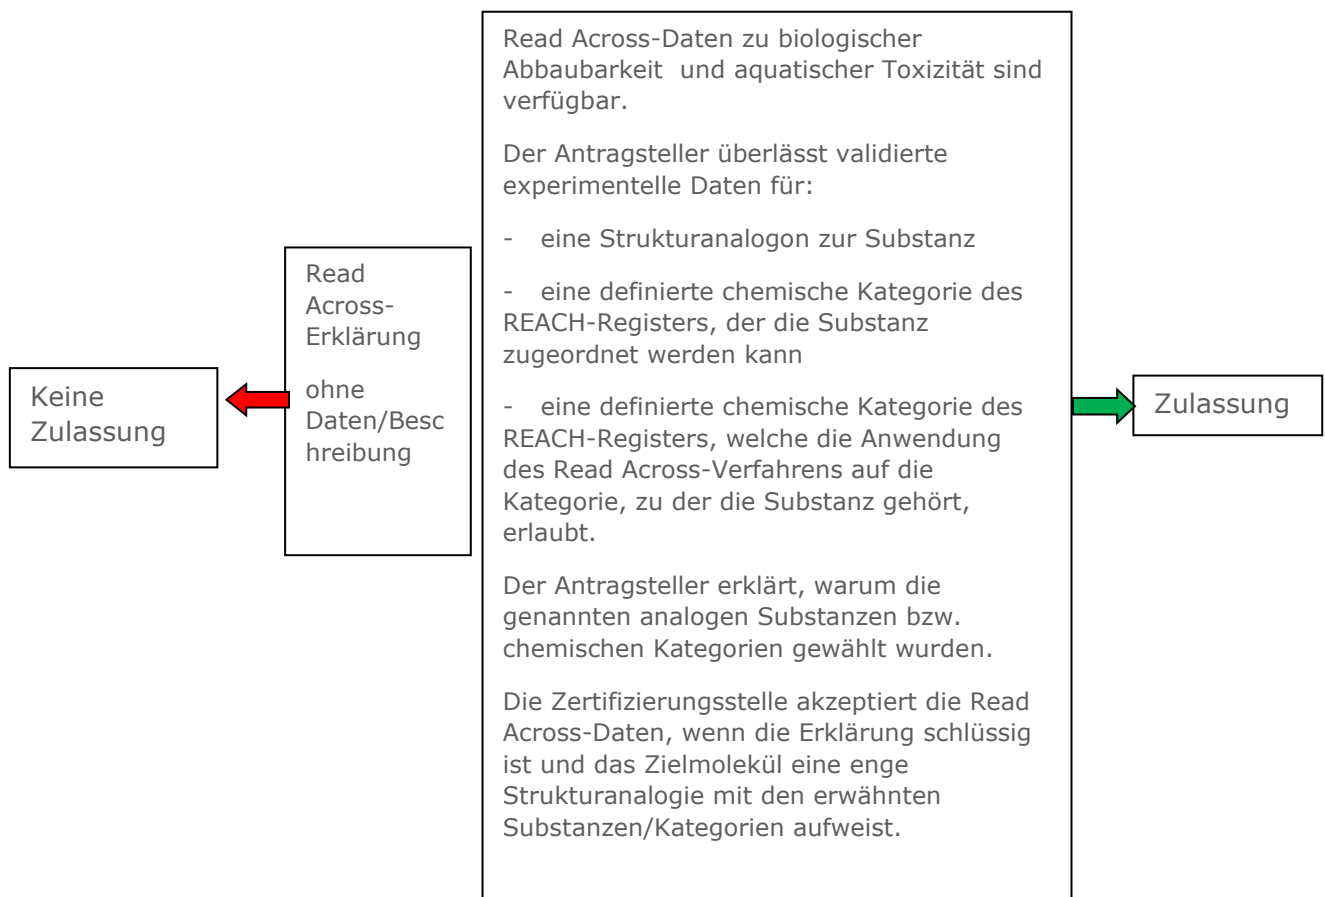 Keine
Zulassung
Read
Across-
Erklärung
ohne
Daten/Besc
hreibung
Read Across-Daten zu biologischer
Abbaubarkeit  und aquatischer Toxizität sind
verfügbar.
Der Antragsteller überlässt validierte
experimentelle Daten für:
- eine Strukturanalogon zur Substanz
- eine definierte chemische Kategorie des
REACH-Registers, der die Substanz
zugeordnet werden kann
- eine definierte chemische Kategorie des
REACH-Registers, welche die Anwendung
des Read Across-Verfahrens auf die
Kategorie, zu der die Substanz gehört,
erlaubt.
Der Antragsteller erklärt, warum die
genannten analogen Substanzen bzw.
chemischen Kategorien gewählt wurden.
Die Zertifizierungsstelle akzeptiert die Read
Across-Daten, wenn die Erklärung schlüssig
ist und das Zielmolekül eine enge
Strukturanalogie mit den erwähnten
Substanzen/Kategorien aufweist.
Zulassung